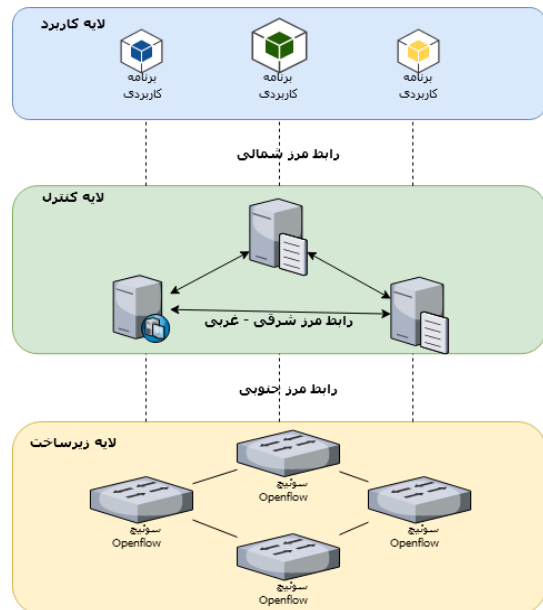 لایه کاربرد
برنامه
کاربردی
برنامه
کاربردی
برنامه
کاربردی
رابط مرز شمالی
لایه کنترل
رابط مرز شرقی - غربی
رابط مرز جنوبی
لایه زیرساخت
سوئیچ
Openflow
سوئیچ
Openflow
سوئیچ
Openflow
سوئیچ
Openflow